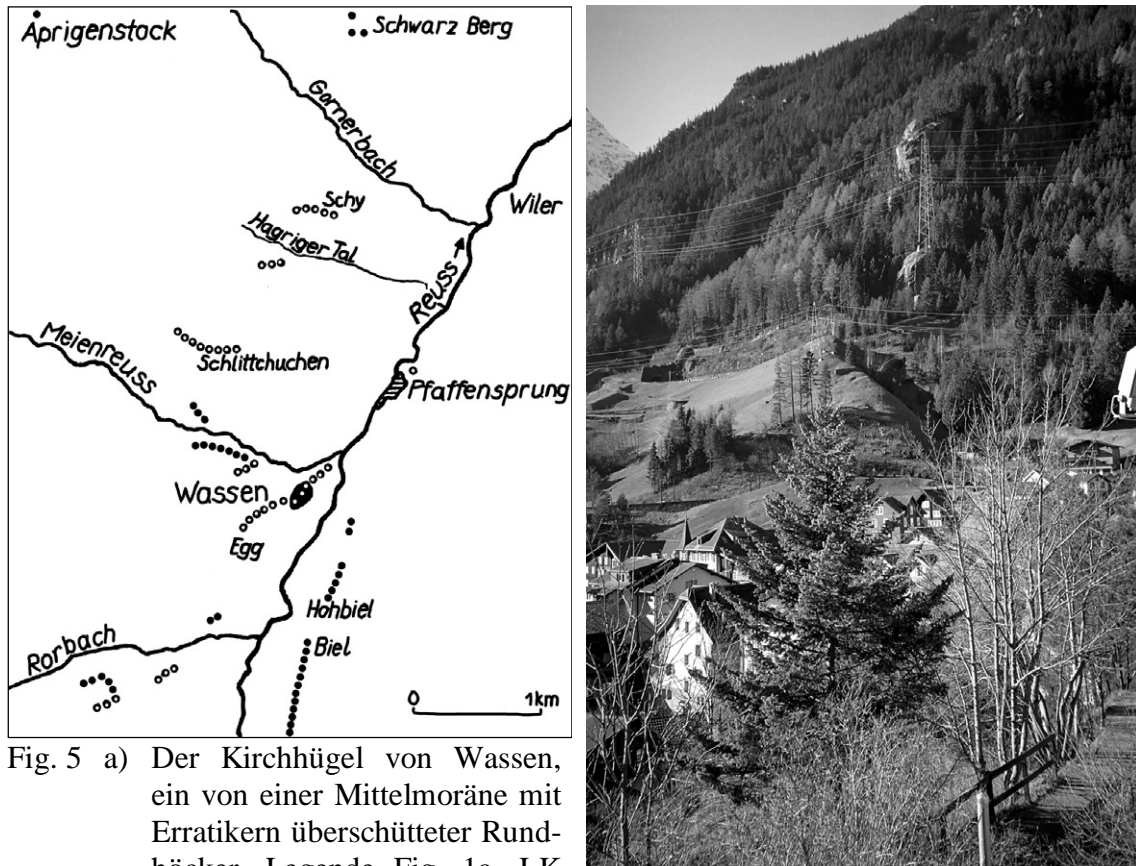 Äprigenstock
Schwarz Berg
Gornerbach
Schy
Wiler
Hagriger Tal
Reuss
Meienreuss
Schlittchuchen
Pfaffensprung
Wassen
Egg
Hohbiel
Rorbach
Biel
0 1km
Fig. 5 a) Der Kirchhügel von Wassen,
ein von einer Mittelmoräne mit
Erratikern überschütteter Rund-